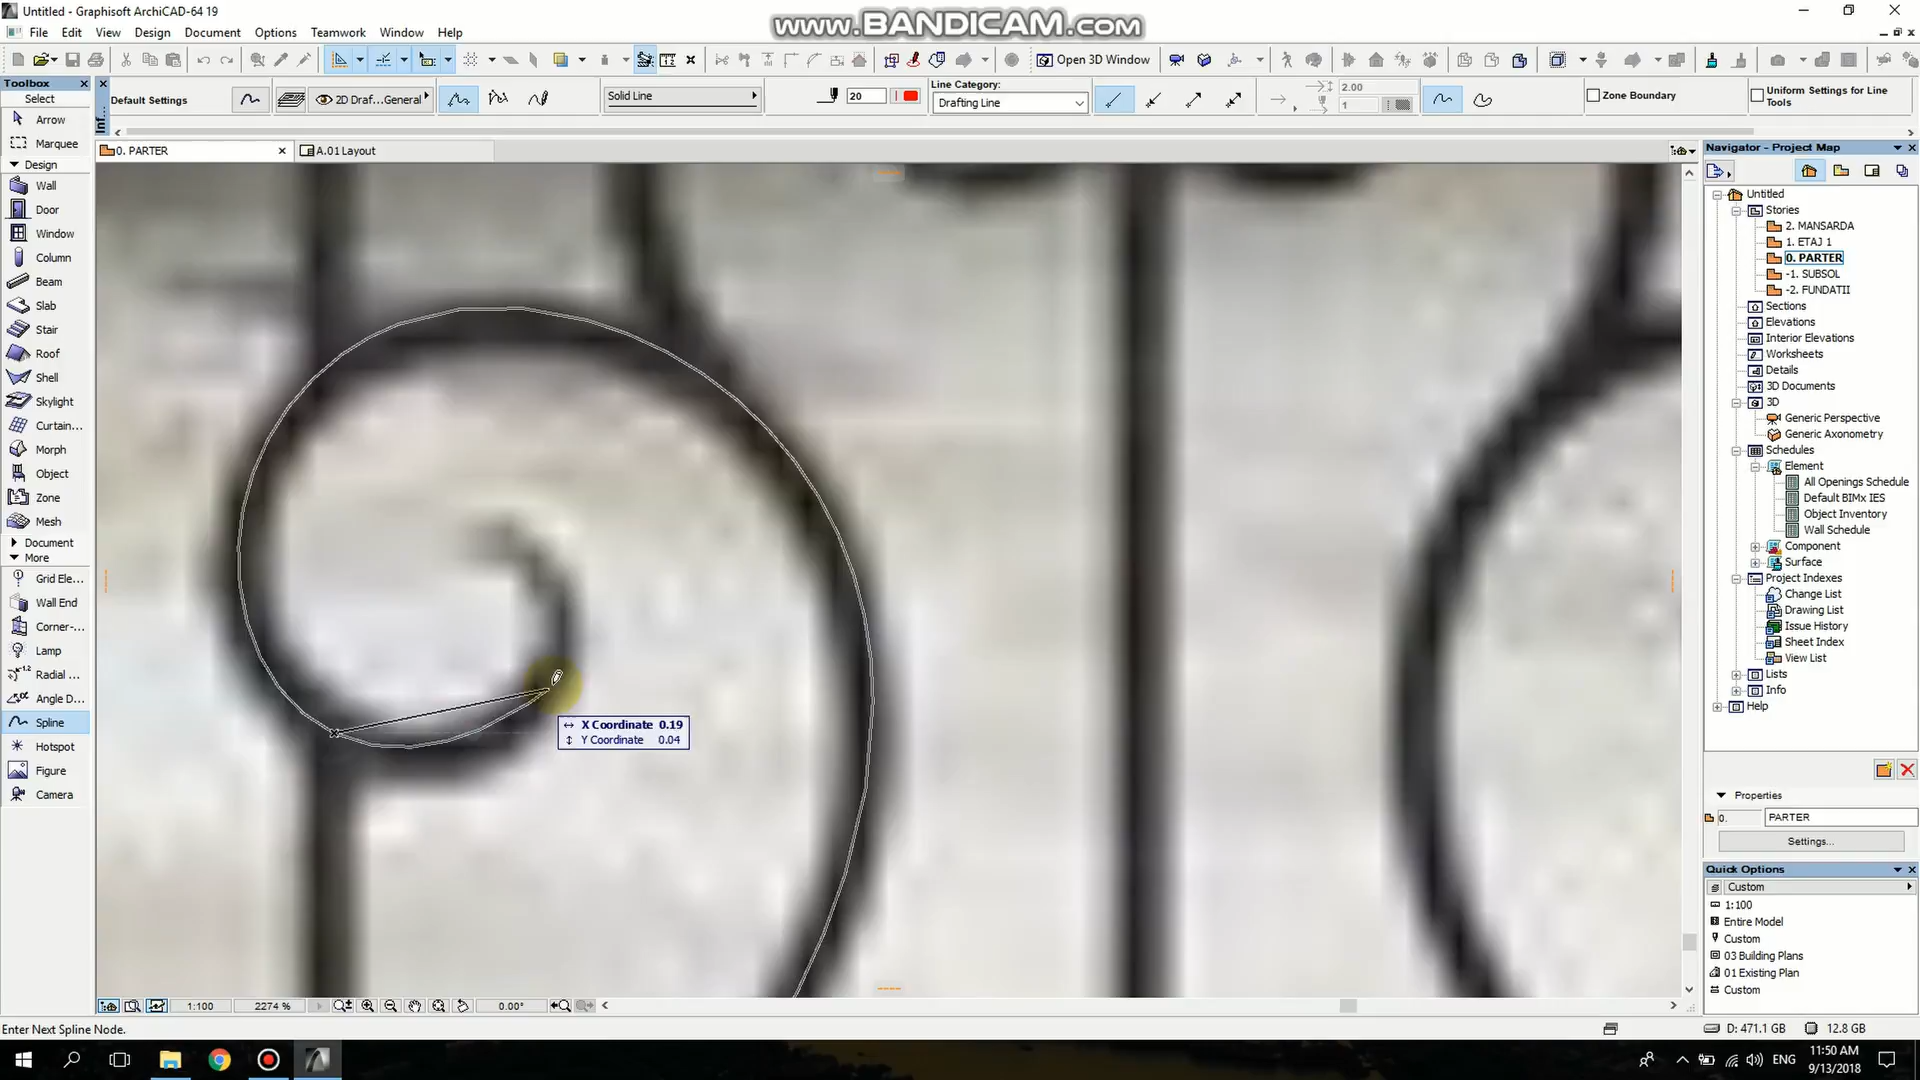 Untitled - Graphisoft ArchiCAD-64 19
www.BANDICAM.com
File Edit View Design Document Options Teamwork Window Help
Open 3D Window
Toolbox
Select
Default Settings
2D Draf...General
Solid Line
20
Line Category:
Drafting Line
2.00
1
Zone Boundary
Uniform Settings for Line Tools
Arrow
Marquee
Design
Wall
Door
Window
Column
Beam
Slab
Stair
Roof
Shell
Skylight
Curtain...
Morph
Object
Zone
Mesh
Document
More
Grid Ele...
Wall End
Corner-...
Lamp
Radial ...
Angle D...
Spline
Hotspot
Figure
Camera
Inf...
0. PARTER
A.01 Layout
X Coordinate 0.19
Y Coordinate 0.04
Navigator - Project Map
Untitled
Stories
2. MANSARDA
1. ETAJ 1
0. PARTER
-1. SUBSOL
-2. FUNDATII
Sections
Elevations
Interior Elevations
Worksheets
Details
3D Documents
3D
Generic Perspective
Generic Axonometry
Schedules
Element
All Openings Schedule
Default BIMx IES
Object Inventory
Wall Schedule
Component
Surface
Project Indexes
Change List
Drawing List
Issue History
Sheet Index
View List
Lists
Info
Help
Properties
0.
PARTER
Settings...
Quick Options
Custom
1:100
Entire Model
Custom
03 Building Plans
01 Existing Plan
Custom
1:100
2274 %
0.00°
Enter Next Spline Node.
D: 471.1 GB
12.8 GB
ENG
11:50 AM
9/13/2018